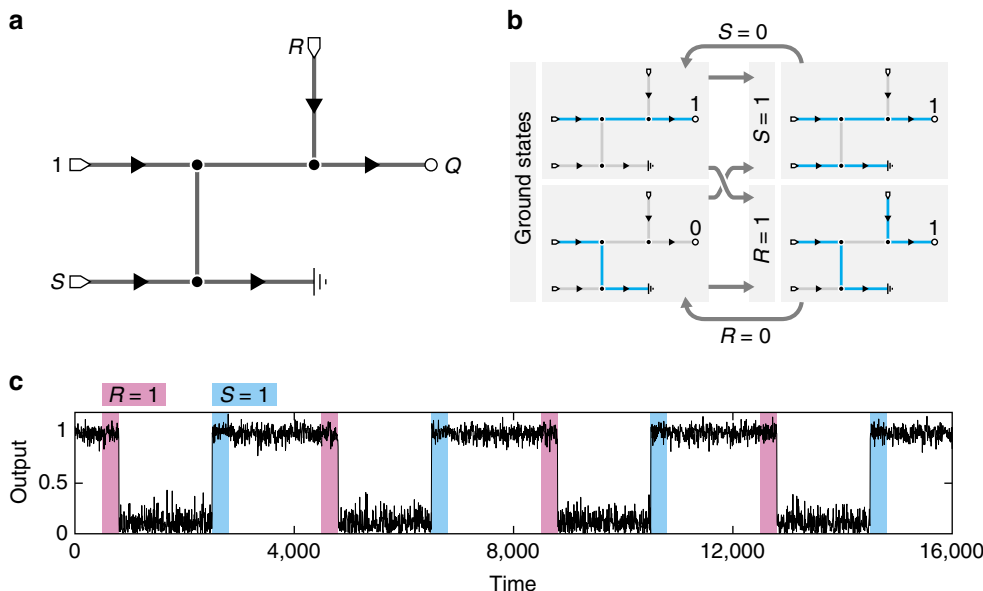 a
R
1
Q
S
b
S = 0
Ground states
1
S = 1
1
0
R = 1
1
R = 0
c
R = 1
S = 1
Output
1
0.5
0
0
4,000
8,000
12,000
16,000
Time